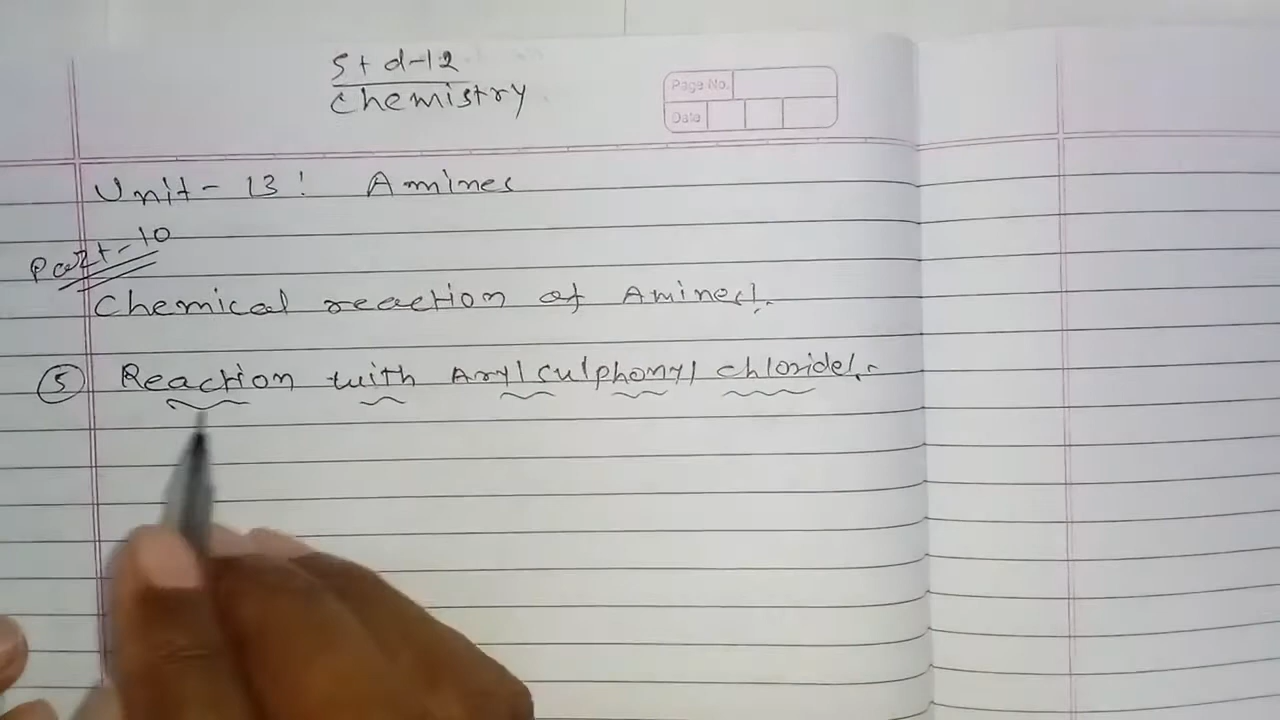 Std-12
Chemistry
Page No.
Date
Unit - 13: Amines
Part-10
Chemical reaction of Amines:.
5 Reaction with Arylsulphonyl chloride:-